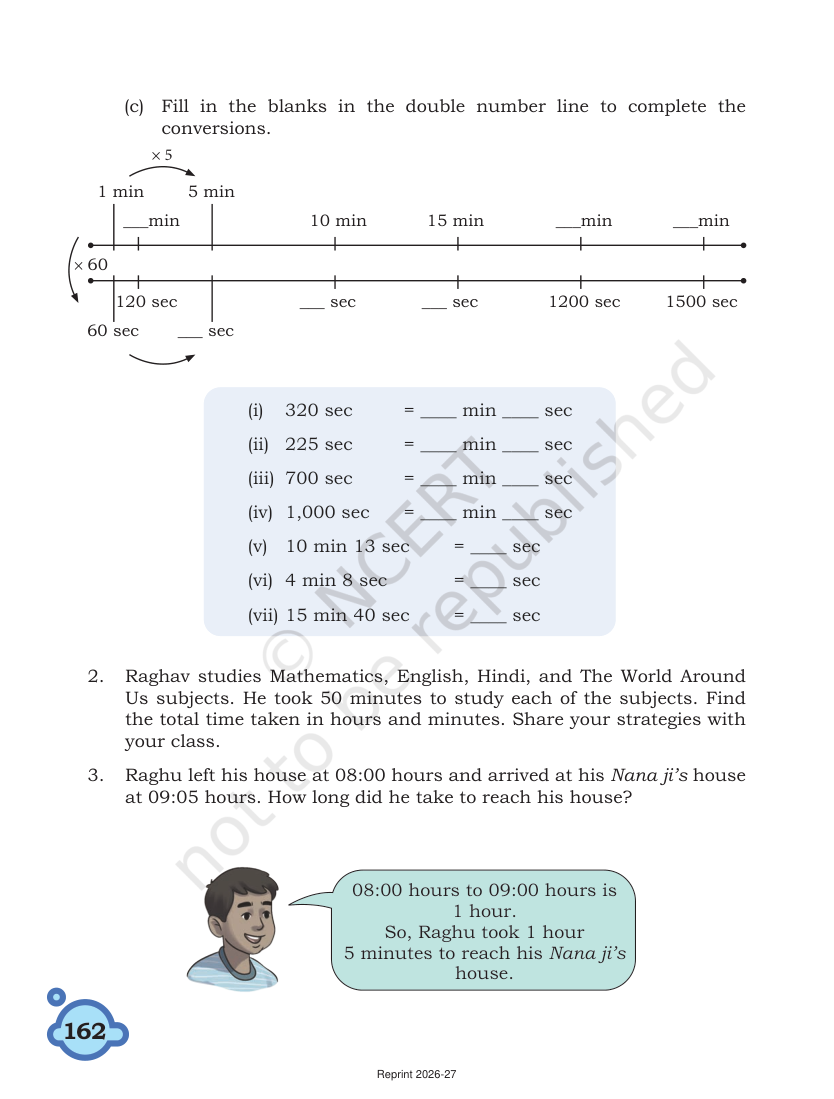 (c) Fill in the blanks in the double number line to complete the
conversions.
× 5
1 min 5 min
___min 10 min 15 min ___min ___min
× 60
120 sec ___ sec ___ sec 1200 sec 1500 sec
60 sec ___ sec
(i) 320 sec = ____ min ____ sec
(ii) 225 sec = ____ min ____ sec
(iii) 700 sec = ____ min ____ sec
(iv) 1,000 sec = ____ min ____ sec
(v) 10 min 13 sec = ____ sec
(vi) 4 min 8 sec = ____ sec
(vii) 15 min 40 sec = ____ sec
© NCERT
not to be republished
2. Raghav studies Mathematics, English, Hindi, and The World Around
Us subjects. He took 50 minutes to study each of the subjects. Find
the total time taken in hours and minutes. Share your strategies with
your class.
3. Raghu left his house at 08:00 hours and arrived at his Nana ji’s house
at 09:05 hours. How long did he take to reach his house?
08:00 hours to 09:00 hours is
1 hour.
So, Raghu took 1 hour
5 minutes to reach his Nana ji’s
house.
162
Reprint 2026-27